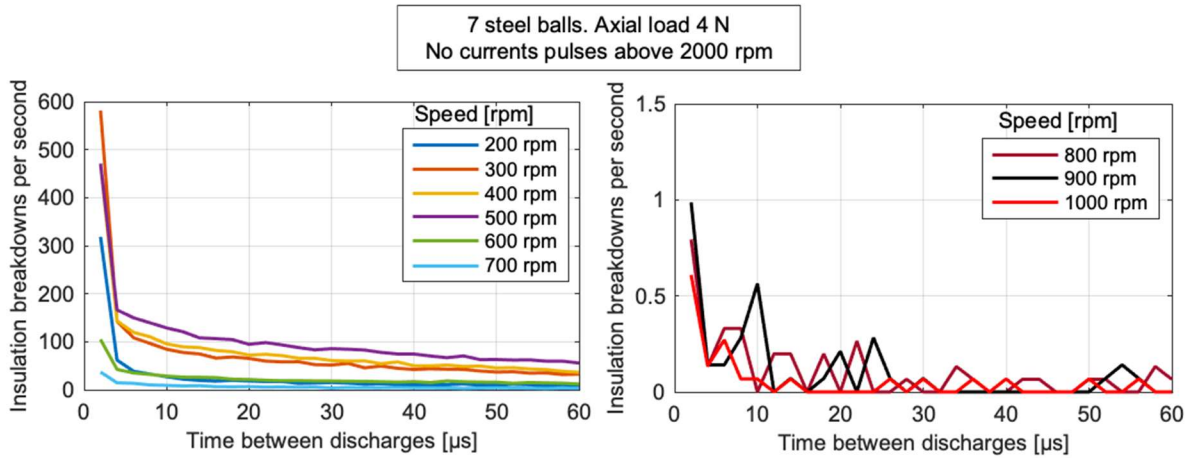 7 steel balls. Axial load 4 N
No currents pulses above 2000 rpm
Insulation breakdowns per second
600
500
400
300
200
100
0
Speed [rpm]
200 rpm
300 rpm
400 rpm
500 rpm
600 rpm
700 rpm
0 10 20 30 40 50 60
Time between discharges [µs]
Insulation breakdowns per second
1.5
1
0.5
0
Speed [rpm]
800 rpm
900 rpm
1000 rpm
0 10 20 30 40 50 60
Time between discharges [µs]